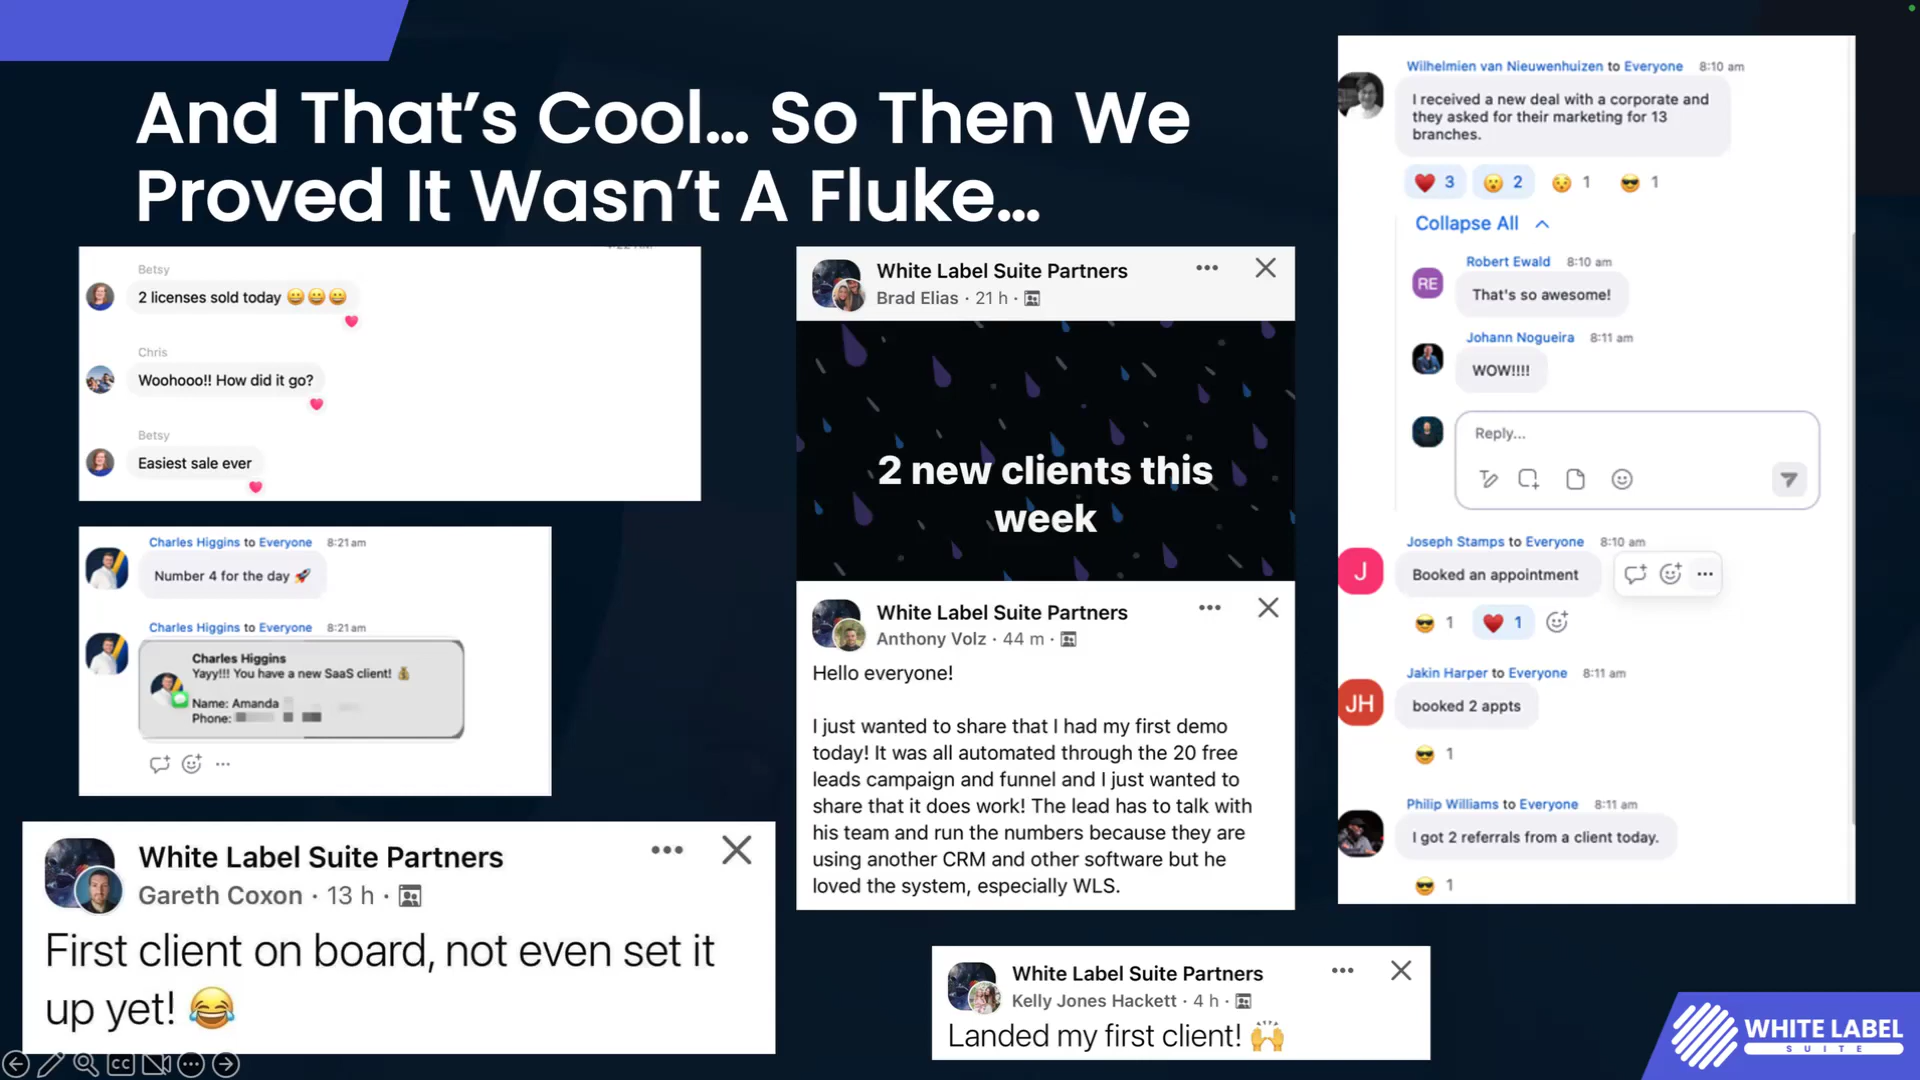 And That's Cool... So Then We
Proved It Wasn't A Fluke...
Betsy
2 licenses sold today 😀😀😀
Chris
Woohooo!! How did it go?
Betsy
Easiest sale ever
Charles Higgins to Everyone 8:21 am
Number 4 for the day 🚀
Charles Higgins to Everyone 8:21 am
Charles Higgins
Yayy!!! You have a new SaaS client! 💰
Name: Amanda
Phone:
White Label Suite Partners
Gareth Coxon · 13 h ·
First client on board, not even set it
up yet! 😂
White Label Suite Partners
Brad Elias · 21 h ·
2 new clients this
week
White Label Suite Partners
Anthony Volz · 44 m ·
Hello everyone!
I just wanted to share that I had my first demo
today! It was all automated through the 20 free
leads campaign and funnel and I just wanted to
share that it does work! The lead has to talk with
his team and run the numbers because they are
using another CRM and other software but he
loved the system, especially WLS.
White Label Suite Partners
Kelly Jones Hackett · 4 h ·
Landed my first client! 🙌
Wilhelmien van Nieuwenhuizen to Everyone 8:10 am
I received a new deal with a corporate and
they asked for their marketing for 13
branches.
❤️ 3 😮 2 😯 1 😎 1
Collapse All
Robert Ewald 8:10 am
RE
That's so awesome!
Johann Nogueira 8:11 am
WOW!!!!
Reply...
Joseph Stamps to Everyone 8:10 am
J
Booked an appointment
😎 1 ❤️ 1
Jakin Harper to Everyone 8:11 am
JH
booked 2 appts
😎 1
Philip Williams to Everyone 8:11 am
I got 2 referrals from a client today.
😎 1
WHITE LABEL
SUITE
CC